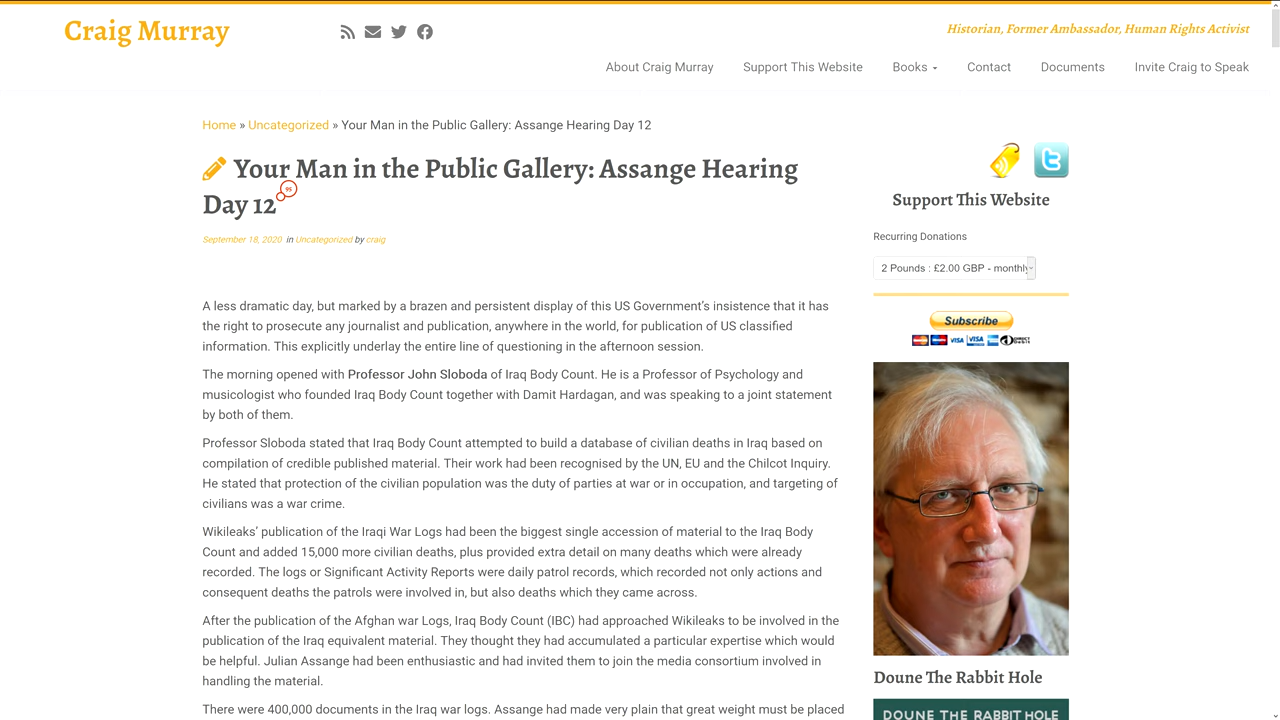 Craig Murray
Historian, Former Ambassador, Human Rights Activist
About Craig Murray Support This Website Books Contact Documents Invite Craig to Speak
Home » Uncategorized » Your Man in the Public Gallery: Assange Hearing Day 12
Your Man in the Public Gallery: Assange Hearing
Day 12
95
September 18, 2020 in Uncategorized by craig
A less dramatic day, but marked by a brazen and persistent display of this US Government's insistence that it has
the right to prosecute any journalist and publication, anywhere in the world, for publication of US classified
information. This explicitly underlay the entire line of questioning in the afternoon session.
The morning opened with Professor John Sloboda of Iraq Body Count. He is a Professor of Psychology and
musicologist who founded Iraq Body Count together with Damit Hardagan, and was speaking to a joint statement
by both of them.
Professor Sloboda stated that Iraq Body Count attempted to build a database of civilian deaths in Iraq based on
compilation of credible published material. Their work had been recognised by the UN, EU and the Chilcot Inquiry.
He stated that protection of the civilian population was the duty of parties at war or in occupation, and targeting of
civilians was a war crime.
Wikileaks' publication of the Iraqi War Logs had been the biggest single accession of material to the Iraq Body
Count and added 15,000 more civilian deaths, plus provided extra detail on many deaths which were already
recorded. The logs or Significant Activity Reports were daily patrol records, which recorded not only actions and
consequent deaths the patrols were involved in, but also deaths which they came across.
After the publication of the Afghan war Logs, Iraq Body Count (IBC) had approached Wikileaks to be involved in the
publication of the Iraq equivalent material. They thought they had accumulated a particular expertise which would
be helpful. Julian Assange had been enthusiastic and had invited them to join the media consortium involved in
handling the material.
There were 400,000 documents in the Iraq war logs. Assange had made very plain that great weight must be placed
Support This Website
Recurring Donations
2 Pounds : £2.00 GBP - monthly
Subscribe
VISA VISA
DIRECT Debit
Doune The Rabbit Hole
DOUNE THE RABBIT HOLE